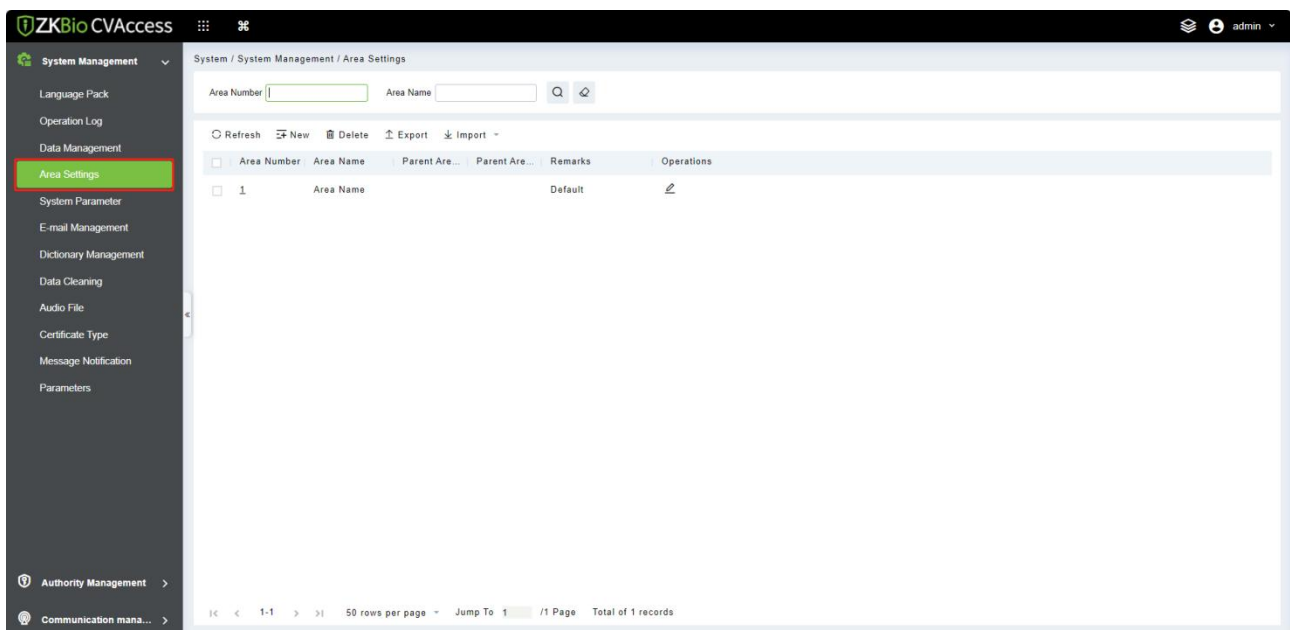 ZKBio CVAccess
admin
System Management
Language Pack
Operation Log
Data Management
Area Settings
System Parameter
E-mail Management
Dictionary Management
Data Cleaning
Audio File
Certificate Type
Message Notification
Parameters
Authority Management
Communication mana...
System / System Management / Area Settings
Area Number Area Name
Refresh New Delete Export Import
Area Number Area Name Parent Are... Parent Are... Remarks Operations
1 Area Name Default
1-1 50 rows per page Jump To 1 /1 Page Total of 1 records